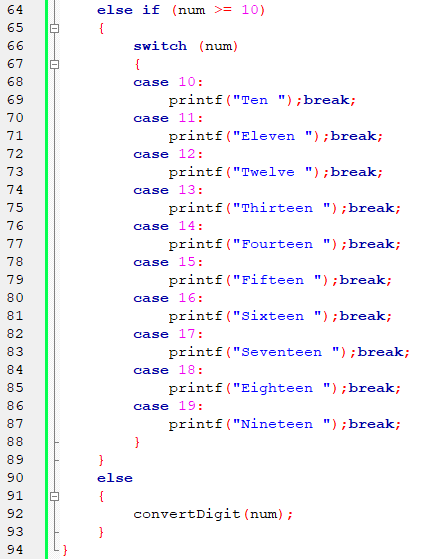 64 else if (num >= 10)
65 {
66 switch (num)
67 {
68 case 10:
69 printf("Ten ");break;
70 case 11:
71 printf("Eleven ");break;
72 case 12:
73 printf("Twelve ");break;
74 case 13:
75 printf("Thirteen ");break;
76 case 14:
77 printf("Fourteen ");break;
78 case 15:
79 printf("Fifteen ");break;
80 case 16:
81 printf("Sixteen ");break;
82 case 17:
83 printf("Seventeen ");break;
84 case 18:
85 printf("Eighteen ");break;
86 case 19:
87 printf("Nineteen ");break;
88 }
89 }
90 else
91 {
92 convertDigit(num);
93 }
94 }